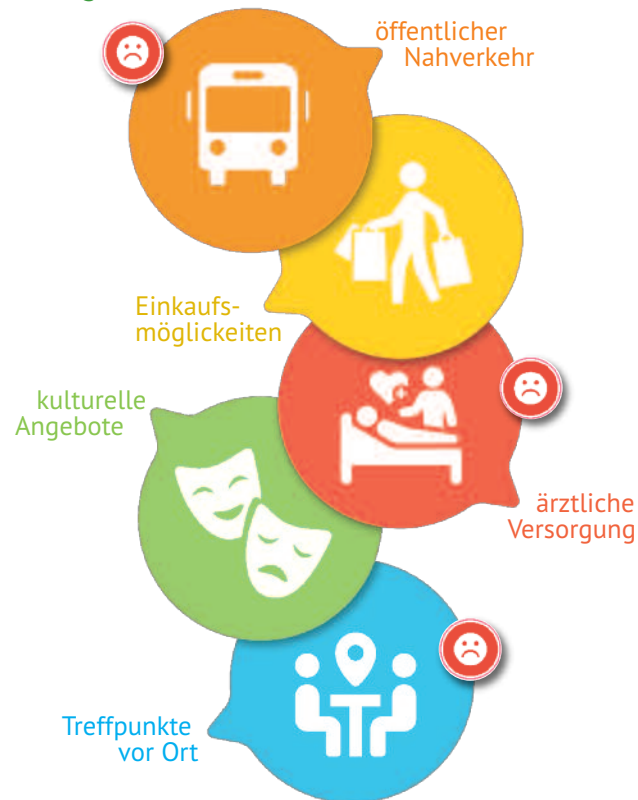 öffentlicher
Nahverkehr
Einkaufs-
möglickeiten
kulturelle
Angebote
ärztliche
Versorgung
Treffpunkte
vor Ort